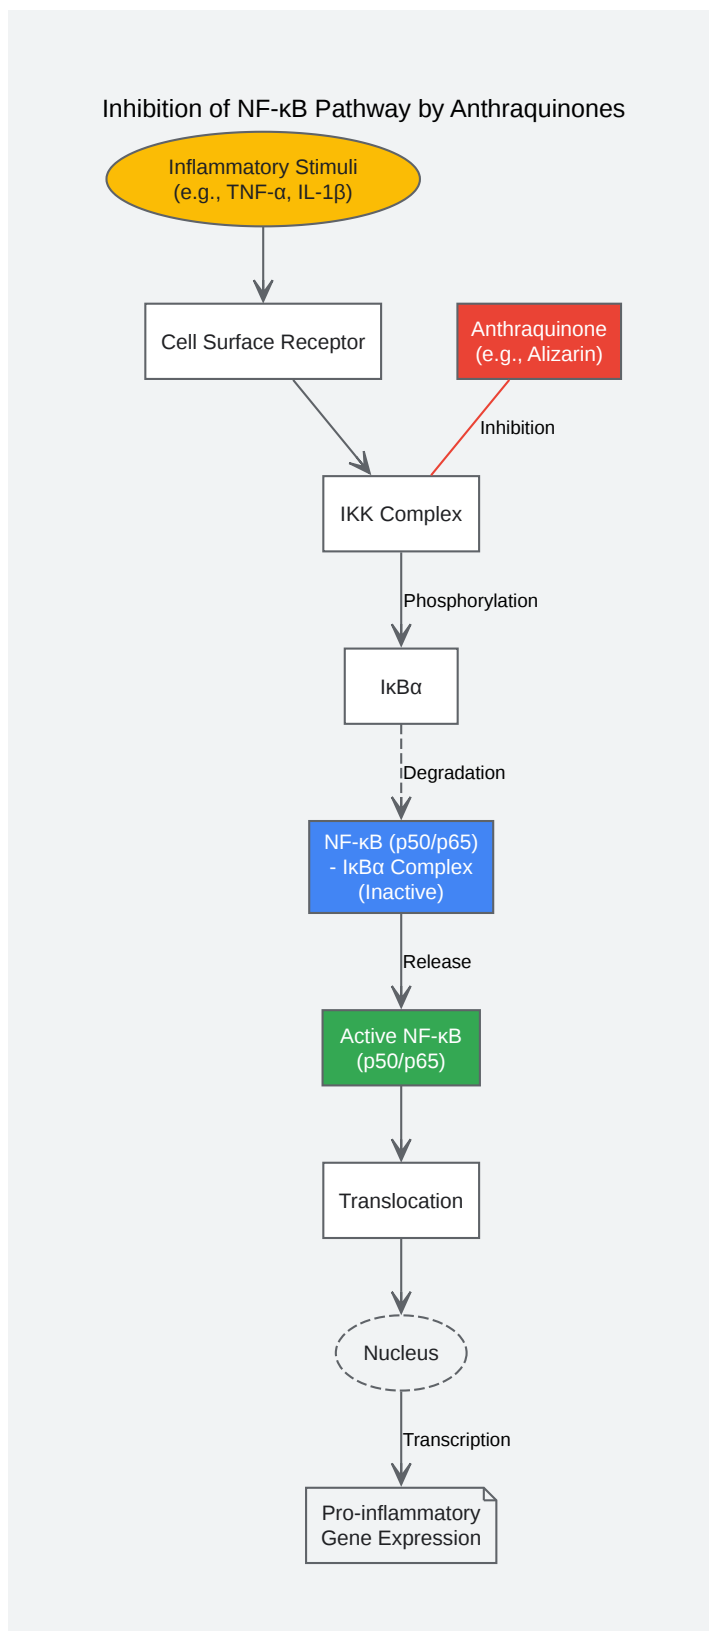 Inhibition of NF-κB Pathway by Anthraquinones
Inflammatory Stimuli
(e.g., TNF-α, IL-1β)
Cell Surface Receptor
Anthraquinone
(e.g., Alizarin)
Inhibition
IKK Complex
Phosphorylation
IκBα
Degradation
NF-κB (p50/p65)
- IκBα Complex
(Inactive)
Release
Active NF-κB
(p50/p65)
Translocation
Nucleus
Transcription
Pro-inflammatory
Gene Expression